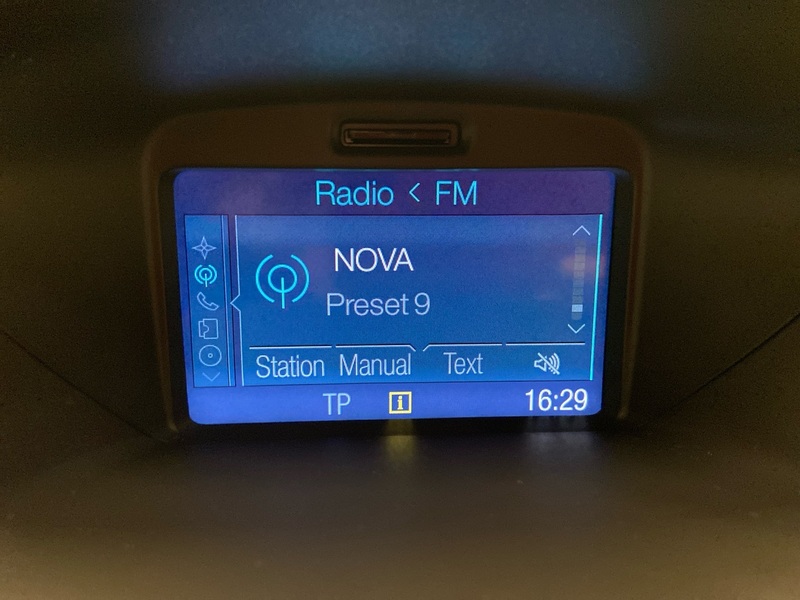 Radio < FM
NOVA
Preset 9
Station Manual Text
TP i 16:29